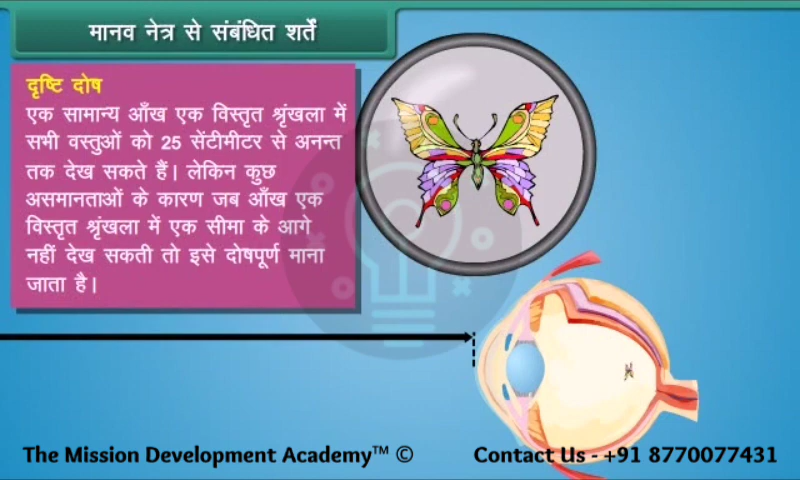 मानव नेत्र से संबंधित शर्तें
दृष्टि दोष
एक सामान्य आँख एक विस्तृत श्रृंखला में
सभी वस्तुओं को 25 सेंटीमीटर से अनन्त
तक देख सकते हैं। लेकिन कुछ
असमानताओं के कारण जब आँख एक
विस्तृत श्रृंखला में एक सीमा के आगे
नहीं देख सकती तो इसे दोषपूर्ण माना
जाता है।
The Mission Development Academy™ ©
Contact Us - +91 8770077431